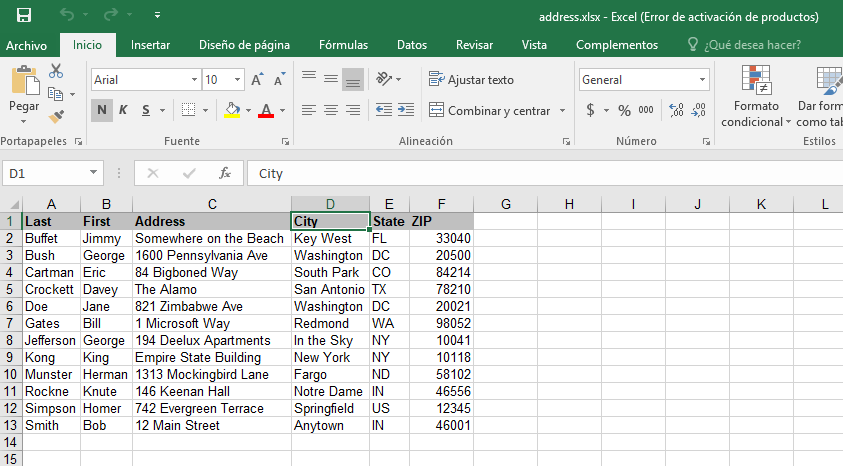 address.xlsx - Excel (Error de activación de productos)
Archivo Inicio Insertar Diseño de página Fórmulas Datos Revisar Vista Complementos ¿Qué desea hacer?
Pegar
Arial 10 A A
N K S A
Ajustar texto
Combinar y centrar
General
$ % 000 ,00
Formato condicional
Dar form
como tab
Portapapeles Fuente Alineación Número Estilos
D1 fx City
A B C D E F G H I J K L
1 Last First Address City State ZIP
2 Buffet Jimmy Somewhere on the Beach Key West FL 33040
3 Bush George 1600 Pennsylvania Ave Washington DC 20500
4 Cartman Eric 84 Bigboned Way South Park CO 84214
5 Crockett Davey The Alamo San Antonio TX 78210
6 Doe Jane 821 Zimbabwe Ave Washington DC 20021
7 Gates Bill 1 Microsoft Way Redmond WA 98052
8 Jefferson George 194 Deelux Apartments In the Sky NY 10041
9 Kong King Empire State Building New York NY 10118
10 Munster Herman 1313 Mockingbird Lane Fargo ND 58102
11 Rockne Knute 146 Keenan Hall Notre Dame IN 46556
12 Simpson Homer 742 Evergreen Terrace Springfield US 12345
13 Smith Bob 12 Main Street Anytown IN 46001
14
15